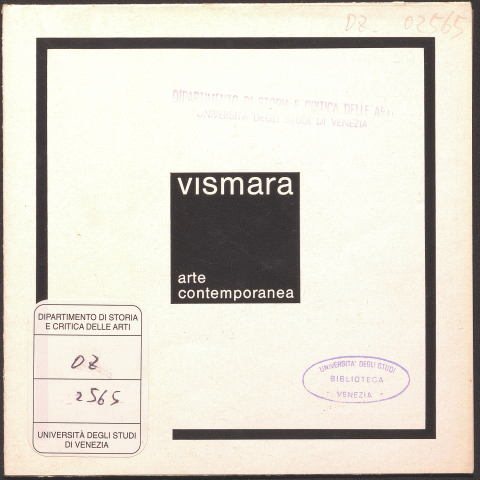 DZ 02565
DIPARTIMENTO DI STORIA E CRITICA DELLE ARTI
UNIVERSITÀ DEGLI STUDI DI VENEZIA
vismara
arte
contemporanea
DIPARTIMENTO DI STORIA
E CRITICA DELLE ARTI
DZ
2565
UNIVERSITÀ DEGLI STUDI
DI VENEZIA
UNIVERSITA' DEGLI STUDI
BIBLIOTECA
VENEZIA